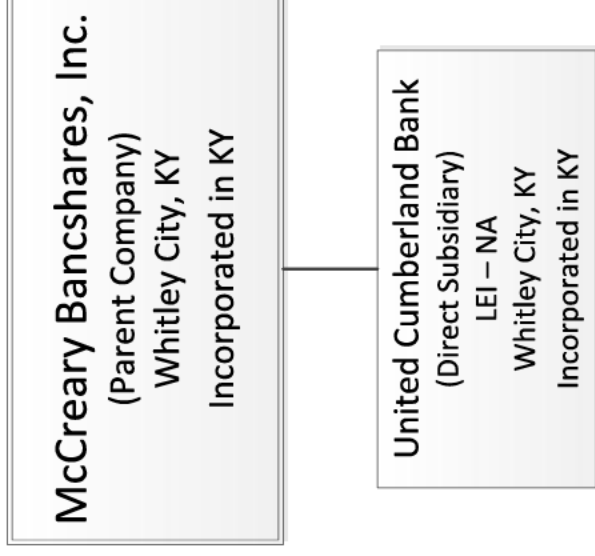 McCreary Bancshares, Inc.
(Parent Company)
Whitley City, KY
Incorporated in KY
United Cumberland Bank
(Direct Subsidiary)
LEI – NA
Whitley City, KY
Incorporated in KY